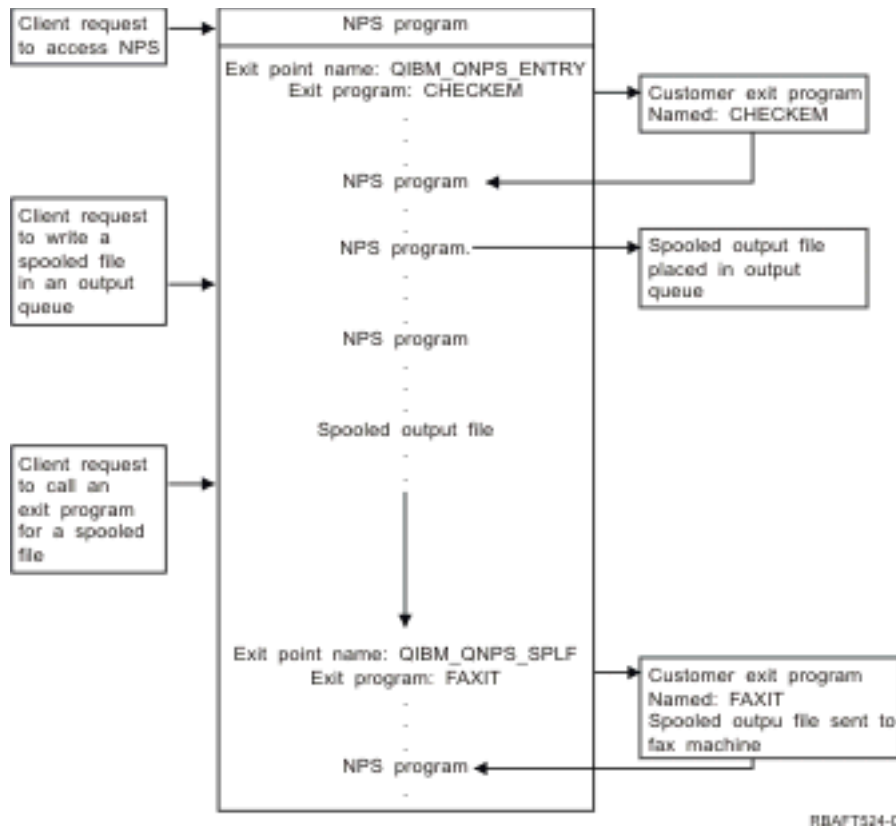 Client request
to access NPS
NPS program
Exit point name: QIBM_QNPS_ENTRY
Exit program: CHECKEM
Customer exit program
Named: CHECKEM
NPS program
Client request
to write a
spooled file
in an output
queue
NPS program.
Spooled output file
placed in output
queue
NPS program
Spooled output file
Client request
to call an
exit program
for a spooled
file
Exit point name: QIBM_QNPS_SPLF
Exit program: FAXIT
Customer exit program
Named: FAXIT
Spooled outpu file sent to
fax machine
NPS program